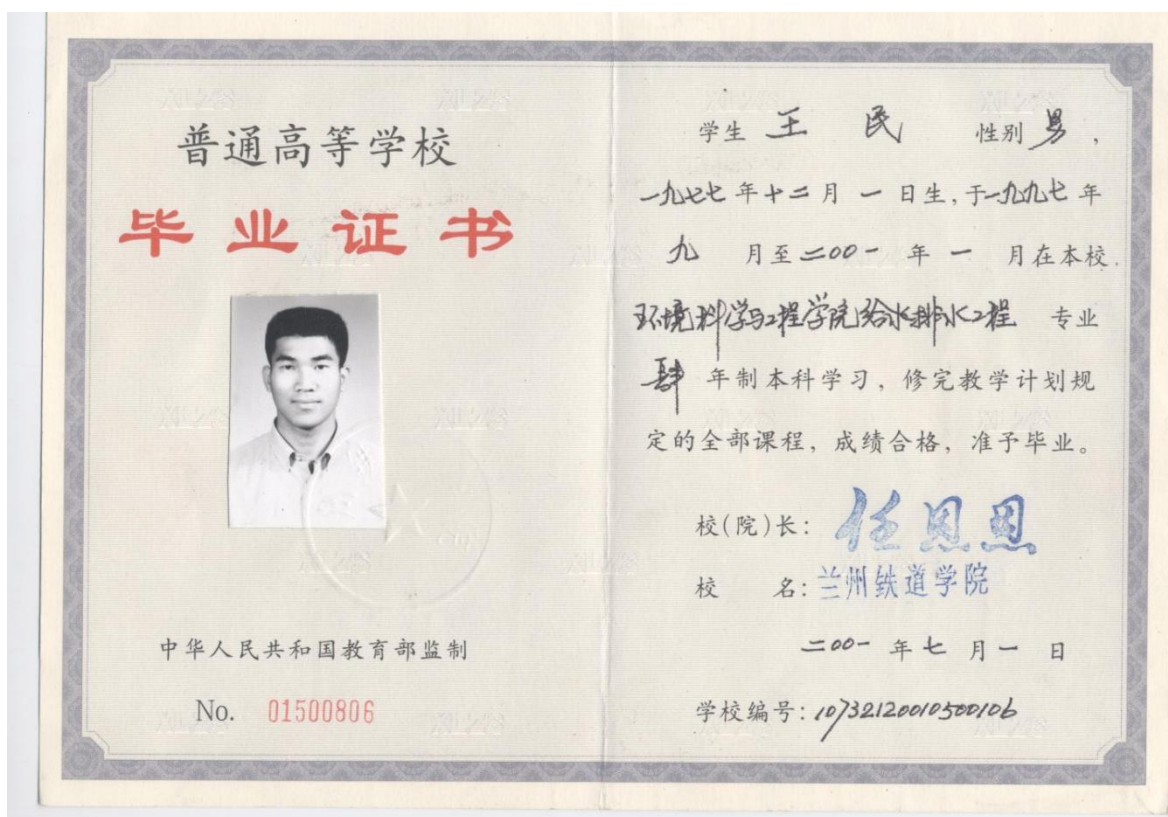 普通高等学校
毕业证书
中华人民共和国教育部监制
No. 01500806
学生 王 民 性别 男,
一九七七年十二月一日生,于一九九七年
九 月至二00一年 一 月在本校
环境科学与工程学院给水排水工程 专业
肆 年制本科学习,修完教学计划规
定的全部课程,成绩合格,准予毕业。
校(院)长: 任恩恩
校 名: 兰州铁道学院
二00一 年 七 月 一 日
学校编号: 10732120010500106